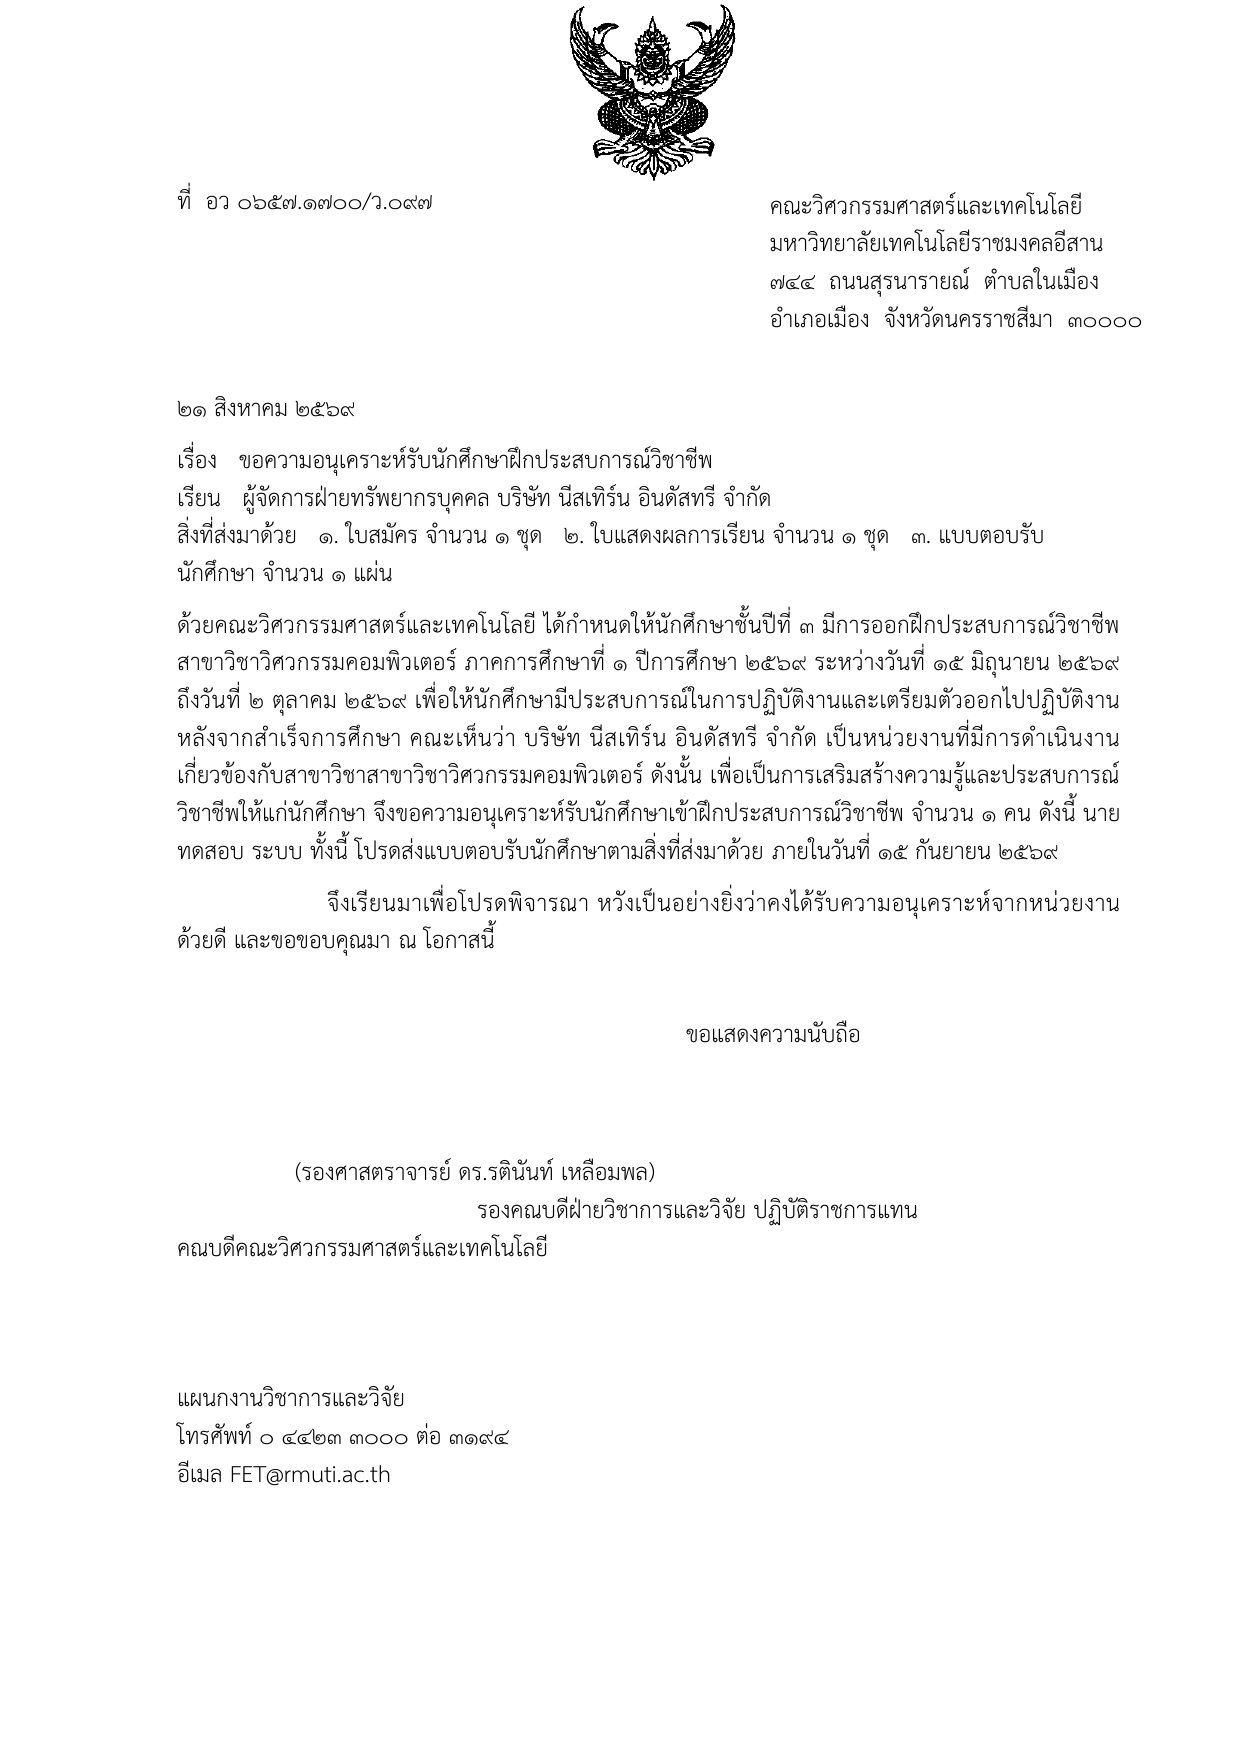 ที่ อว ๐๖๕๗.๑๗๐๐/ว.๐๙๗
คณะวิศวกรรมศาสตร์และเทคโนโลยี
มหาวิทยาลัยเทคโนโลยีราชมงคลอีสาน
๗๔๔ ถนนสุรนารายณ์ ตำบลในเมือง
อำเภอเมือง จังหวัดนครราชสีมา ๓๐๐๐๐
๒๑ สิงหาคม ๒๕๖๙
เรื่อง ขอความอนุเคราะห์รับนักศึกษาฝึกประสบการณ์วิชาชีพ
เรียน ผู้จัดการฝ่ายทรัพยากรบุคคล บริษัท นีสเทิร์น อินดัสทรี จำกัด
สิ่งที่ส่งมาด้วย ๑. ใบสมัคร จำนวน ๑ ชุด ๒. ใบแสดงผลการเรียน จำนวน ๑ ชุด ๓. แบบตอบรับ
นักศึกษา จำนวน ๑ แผ่น
ด้วยคณะวิศวกรรมศาสตร์และเทคโนโลยี ได้กำหนดให้นักศึกษาชั้นปีที่ ๓ มีการออกฝึกประสบการณ์วิชาชีพ
สาขาวิชาวิศวกรรมคอมพิวเตอร์ ภาคการศึกษาที่ ๑ ปีการศึกษา ๒๕๖๙ ระหว่างวันที่ ๑๕ มิถุนายน ๒๕๖๙
ถึงวันที่ ๒ ตุลาคม ๒๕๖๙ เพื่อให้นักศึกษามีประสบการณ์ในการปฏิบัติงานและเตรียมตัวออกไปปฏิบัติงาน
หลังจากสำเร็จการศึกษา คณะเห็นว่า บริษัท นีสเทิร์น อินดัสทรี จำกัด เป็นหน่วยงานที่มีการดำเนินงาน
เกี่ยวข้องกับสาขาวิชาสาขาวิชาวิศวกรรมคอมพิวเตอร์ ดังนั้น เพื่อเป็นการเสริมสร้างความรู้และประสบการณ์
วิชาชีพให้แก่นักศึกษา จึงขอความอนุเคราะห์รับนักศึกษาเข้าฝึกประสบการณ์วิชาชีพ จำนวน ๑ คน ดังนี้ นาย
ทดสอบ ระบบ ทั้งนี้ โปรดส่งแบบตอบรับนักศึกษาตามสิ่งที่ส่งมาด้วย ภายในวันที่ ๑๕ กันยายน ๒๕๖๙
จึงเรียนมาเพื่อโปรดพิจารณา หวังเป็นอย่างยิ่งว่าคงได้รับความอนุเคราะห์จากหน่วยงาน
ด้วยดี และขอขอบคุณมา ณ โอกาสนี้
ขอแสดงความนับถือ
(รองศาสตราจารย์ ดร.รตินันท์ เหลือมพล)
รองคณบดีฝ่ายวิชาการและวิจัย ปฏิบัติราชการแทน
คณบดีคณะวิศวกรรมศาสตร์และเทคโนโลยี
แผนกงานวิชาการและวิจัย
โทรศัพท์ ๐ ๔๔๒๓ ๓๐๐๐ ต่อ ๓๑๙๔
อีเมล FET@rmuti.ac.th